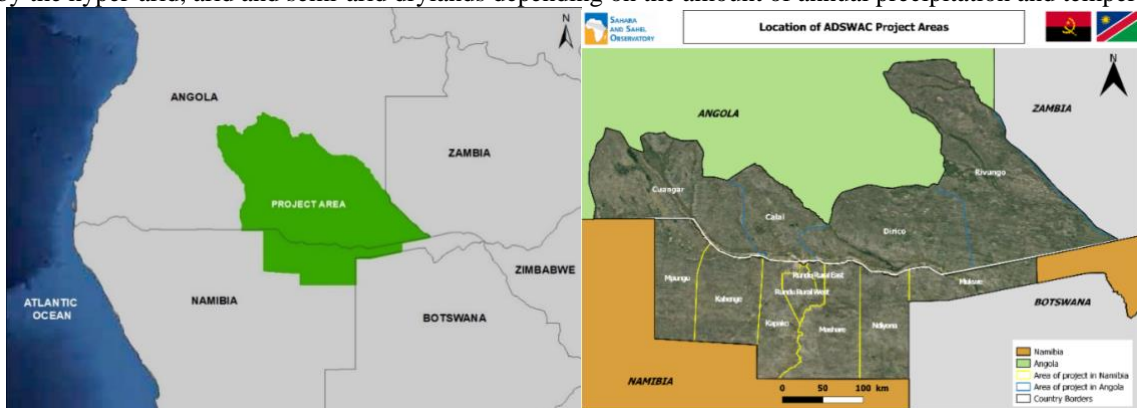 by the hyper-arid, arid and semi-arid drylands depending on the amount of annual precipitation and temper
N
ANGOLA
ZAMBIA
PROJECT AREA
ZIMBABWE
NAMIBIA
ATLANTIC
OCEAN
BOTSWANA
SAHARA
AND SAHEL
OBSERVATORY
Location of ADSWAC Project Areas
N
ANGOLA
ZAMBIA
Rivungo
Cuangar
Calai
Dirico
Mpungu
Rundu Rural East
Mukwe
Kahenge
Rundu Rural West
BOTSWANA
Kapako
Mashare
Ndiyona
NAMIBIA
0 50 100 km
Namibia
Angola
Area of project in Namibia
Area of project in Angola
Country Borders